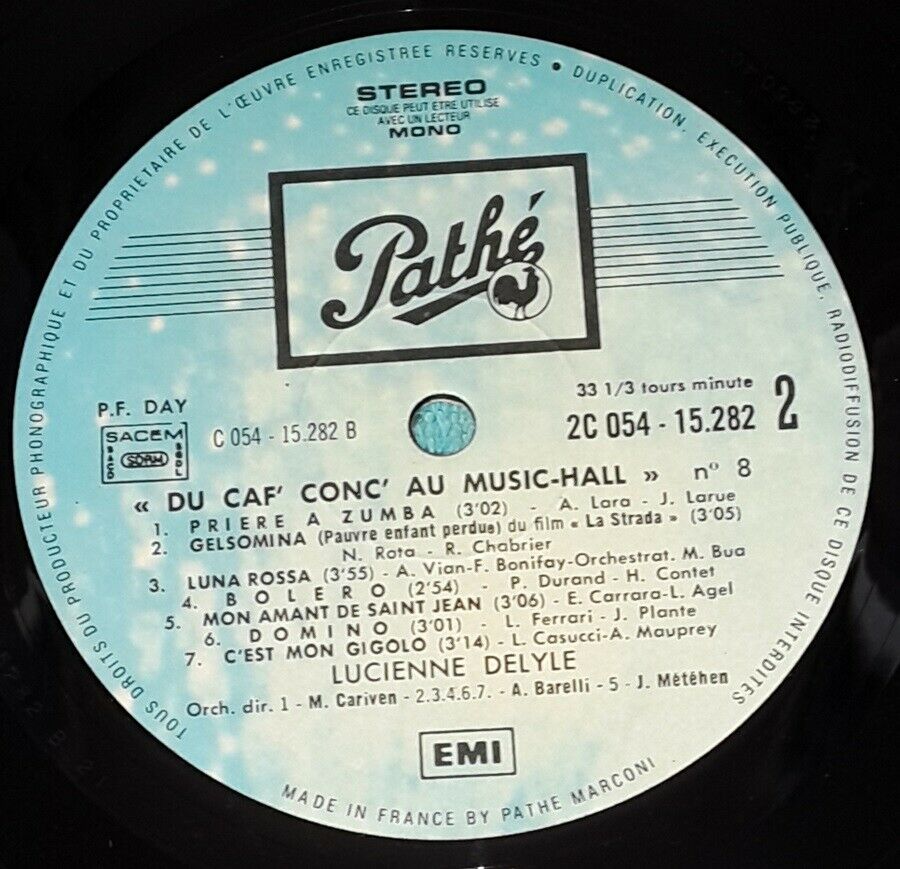 TOUS DROITS DU PRODUCTEUR PHONOGRAPHIQUE ET DU PROPRIETAIRE DE L'ŒUVRE ENREGISTREE RESERVES • DUPLICATION, EXECUTION PUBLIQUE, RADIODIFFUSION DE CE DISQUE INTERDITES
STEREO
CE DISQUE PEUT ETRE UTILISE
AVEC UN LECTEUR
MONO
Pathé
P.F. DAY
SACEM
SDRM
SACD
SGDL
C 054 - 15.282 B
33 1/3 tours minute
2C 054 - 15.282 2
« DU CAF' CONC' AU MUSIC-HALL » n° 8
1. PRIERE A ZUMBA (3'02) - A. Lara - J. Larue
2. GELSOMINA (Pauvre enfant perdue) du film « La Strada » (3'05)
N. Rota - R. Chabrier
3. LUNA ROSSA (3'55) - A. Vian-F. Bonifay-Orchestrat. M. Bua
4. BOLERO (2'54) - P. Durand - H. Contet
5. MON AMANT DE SAINT JEAN (3'06) - E. Carrara-L. Agel
6. DOMINO (3'01) - L. Ferrari - J. Plante
7. C'EST MON GIGOLO (3'14) - L. Casucci-A. Mauprey
LUCIENNE DELYLE
Orch. dir. 1 - M. Cariven - 2.3.4.6.7. - A. Barelli - 5 - J. Météhen
EMI
MADE IN FRANCE BY PATHE MARCONI